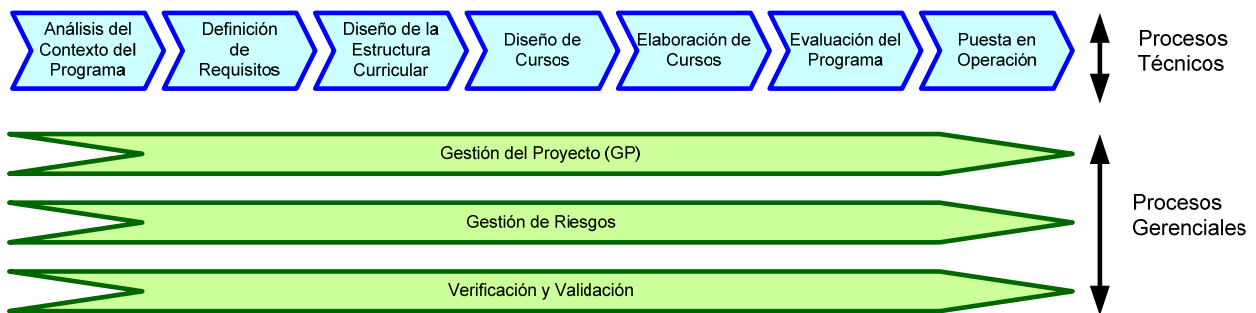 Análisis del
Contexto del
Programa
Definición
de
Requisitos
Diseño de la
Estructura
Curricular
Diseño de
Cursos
Elaboración de
Cursos
Evaluación del
Programa
Puesta en
Operación
Procesos
Técnicos
Gestión del Proyecto (GP)
Gestión de Riesgos
Verificación y Validación
Procesos
Gerenciales